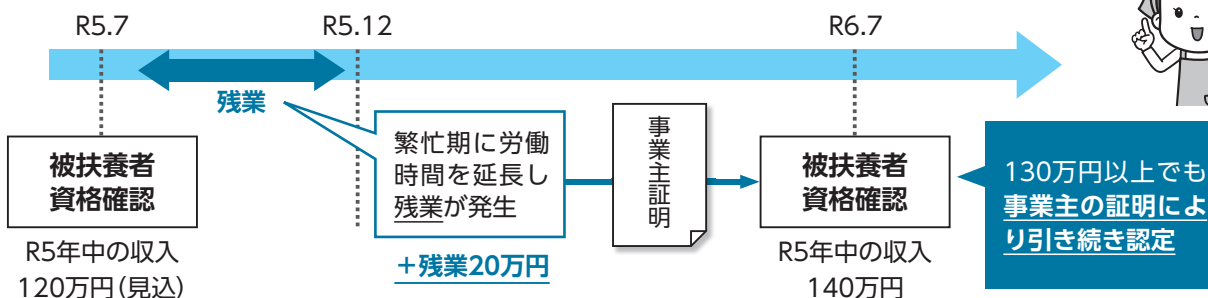 R5.7
R5.12
R6.7
残業
被扶養者
資格確認
R5年中の収入
120万円(見込)
繁忙期に労働
時間を延長し
残業が発生
＋残業20万円
事業主証明
被扶養者
資格確認
R5年中の収入
140万円
130万円以上でも
事業主の証明によ
り引き続き認定